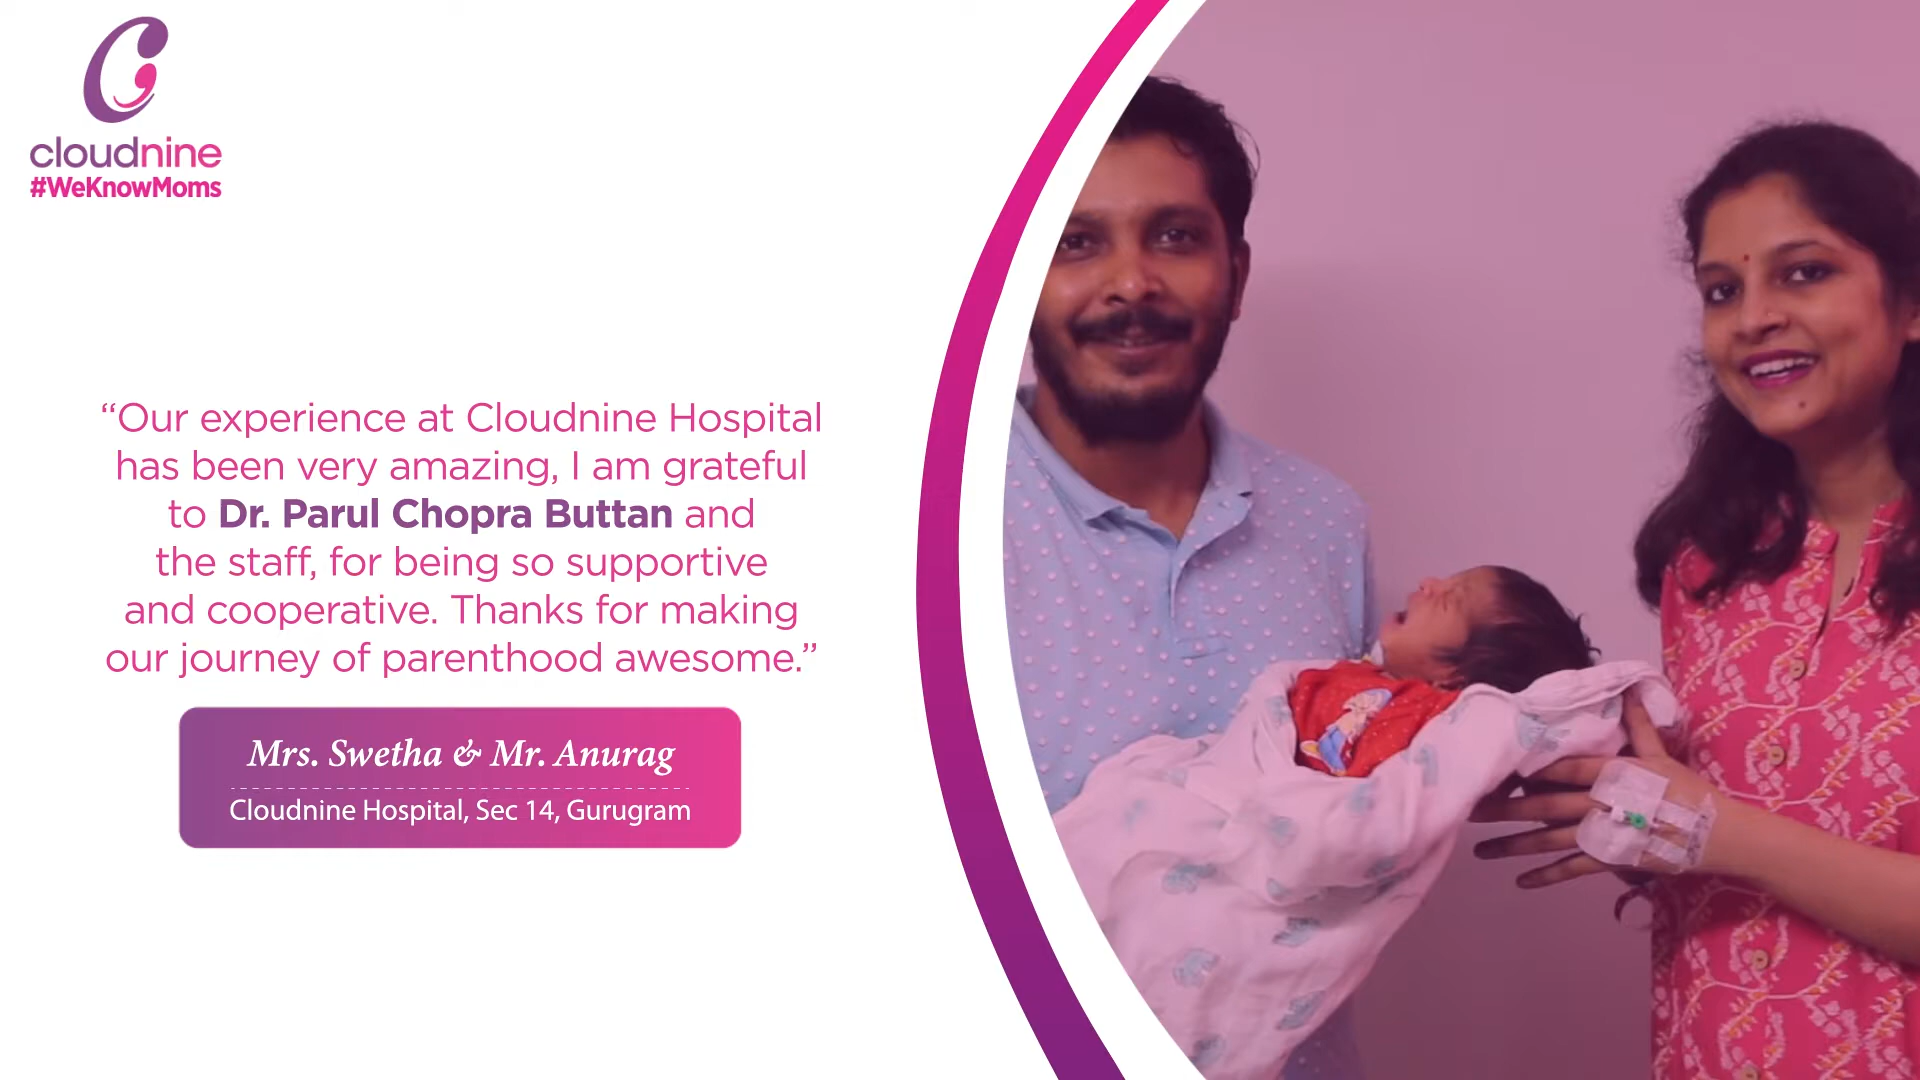 cloudnine
#WeKnowMoms
“Our experience at Cloudnine Hospital
has been very amazing, I am grateful
to Dr. Parul Chopra Buttan and
the staff, for being so supportive
and cooperative. Thanks for making
our journey of parenthood awesome.”
Mrs. Swetha & Mr. Anurag
Cloudnine Hospital, Sec 14, Gurugram